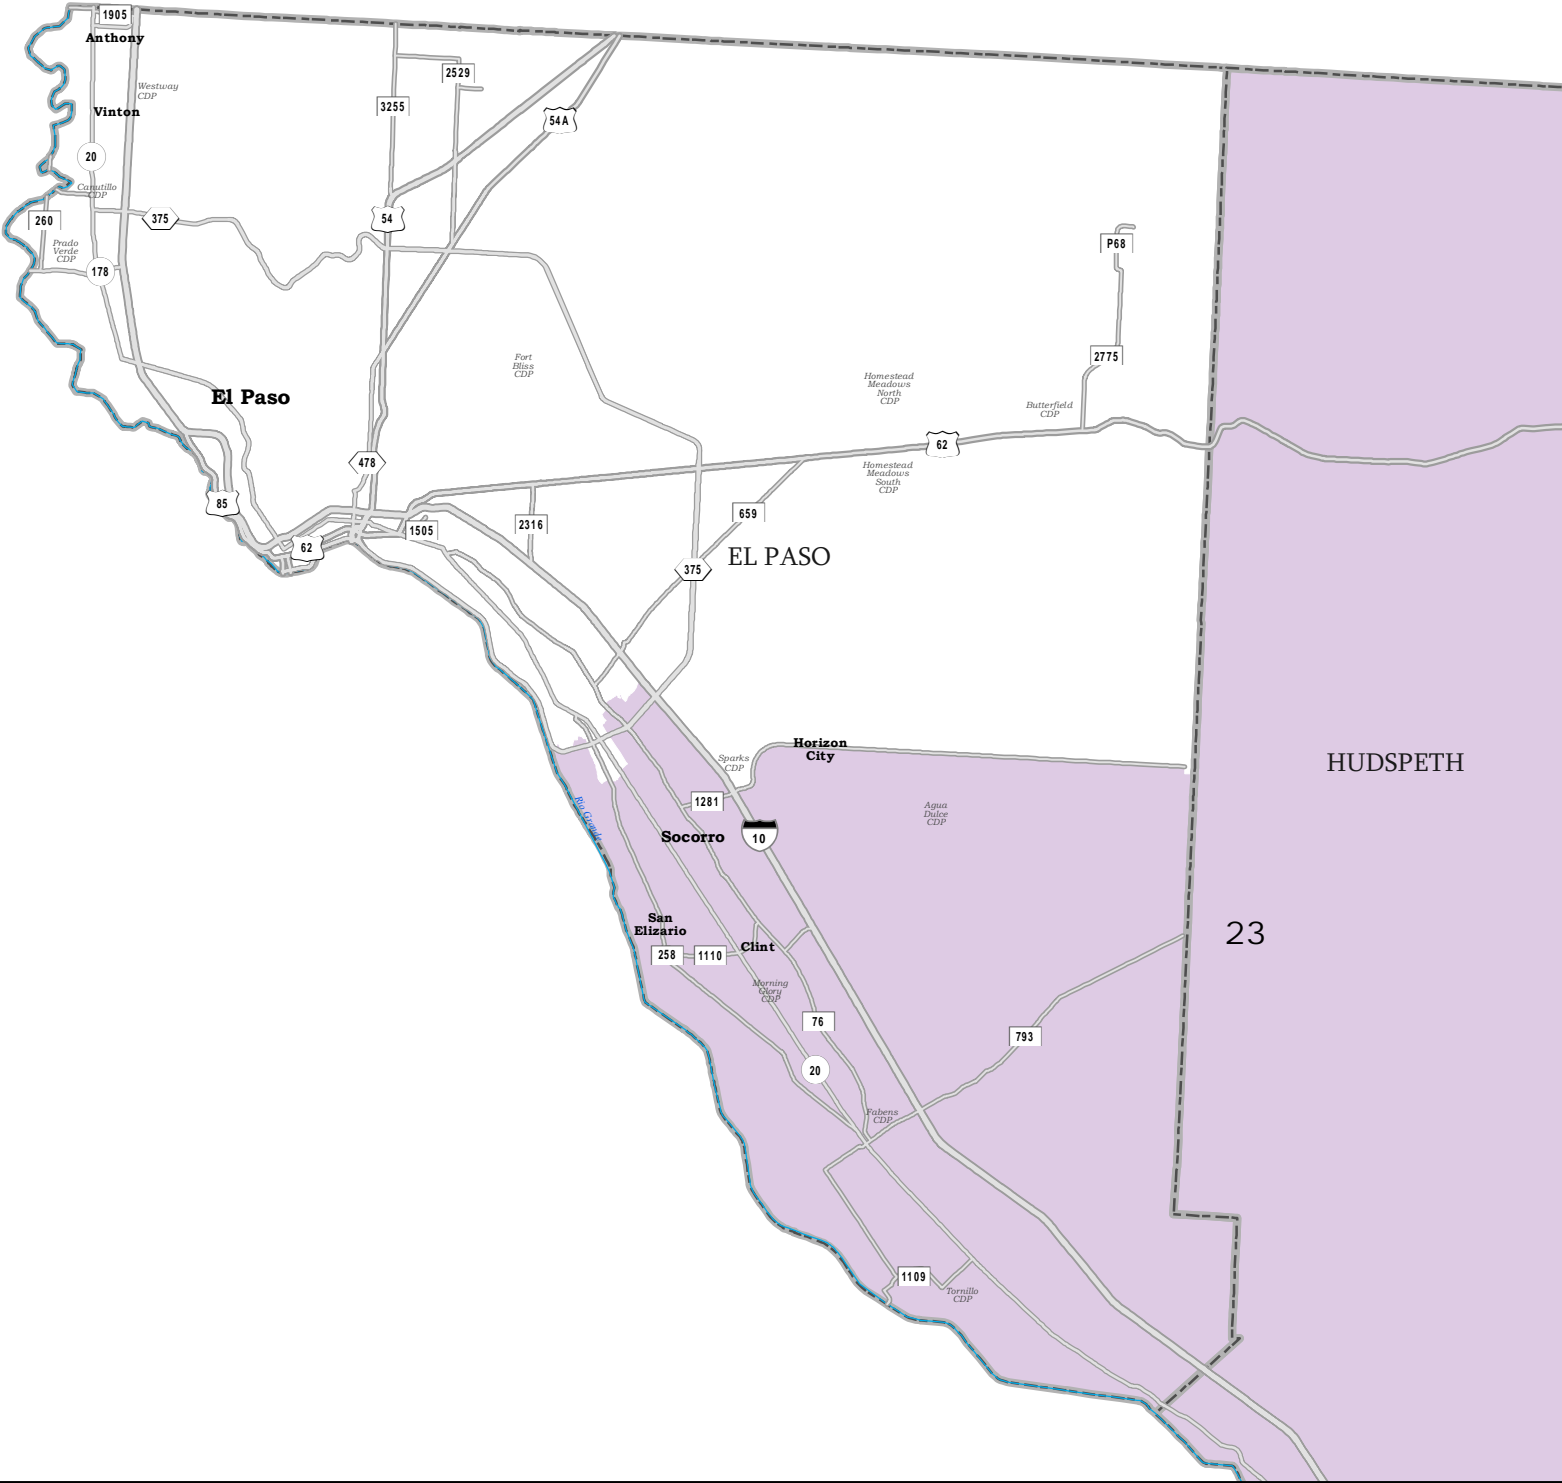 1905
Anthony
2529
Westway
CDP
3255
Vinton
54A
20
Canutillo
CDP
260
375
54
P68
Prado
Verde
CDP
178
2775
Fort
Bliss
CDP
Homestead
Meadows
North
CDP
El Paso
Butterfield
CDP
62
478
Homestead
Meadows
South
CDP
85
659
2316
1505
62
EL PASO
375
Horizon
City
Sparks
CDP
HUDSPETH
1281
Rio Grande
Agua
Dulce
CDP
Socorro
10
San
Elizario
23
Clint
258
1110
Morning
Glory
CDP
76
793
20
Fabens
CDP
1109
Tornillo
CDP